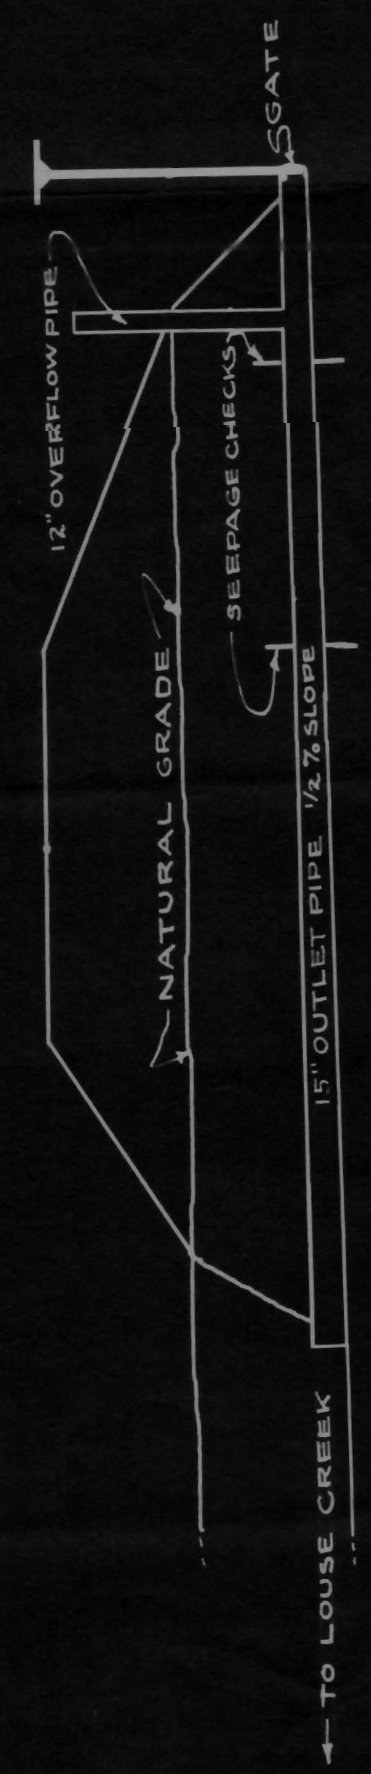 ← TO LOUSE CREEK
15" OUTLET PIPE 1/2 % SLOPE
NATURAL GRADE
SEEPAGE CHECKS
12" OVERFLOW PIPE
GATE